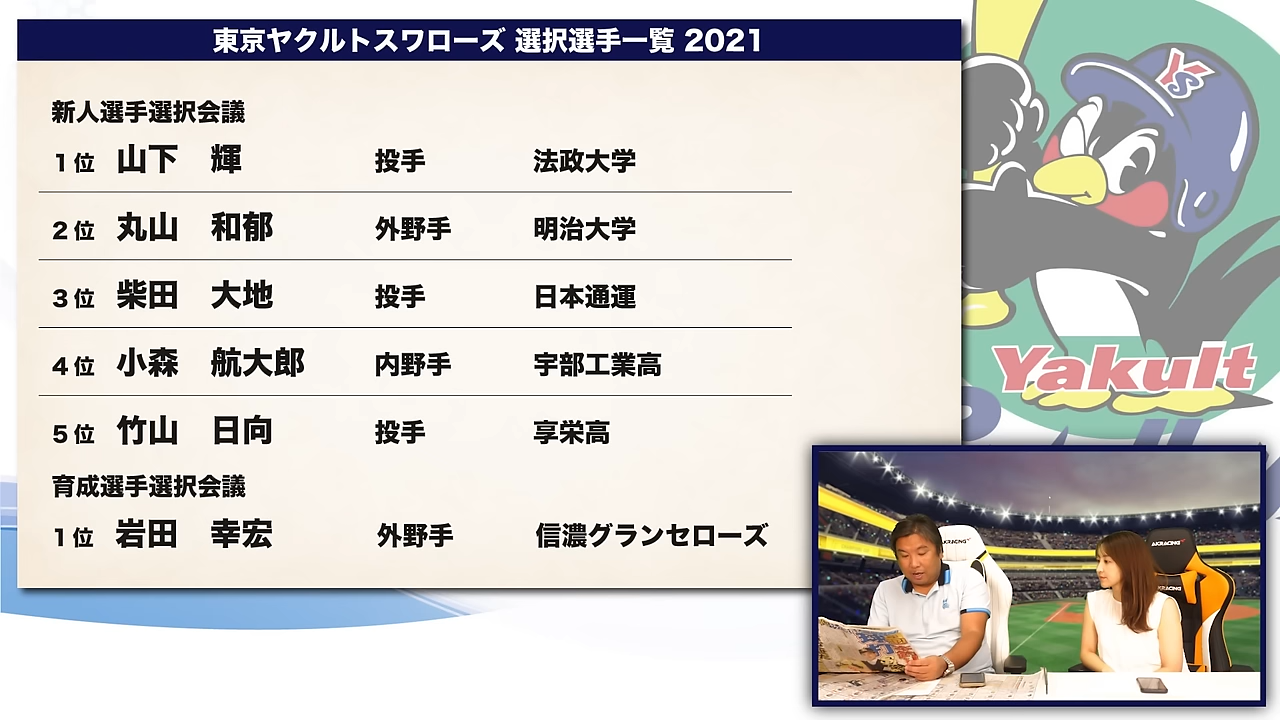 東京ヤクルトスワローズ 選択選手一覧 2021
新人選手選択会議
1位 山下 輝 投手 法政大学
2位 丸山 和郁 外野手 明治大学
3位 柴田 大地 投手 日本通運
4位 小森 航大郎 内野手 宇部工業高
5位 竹山 日向 投手 享栄高
育成選手選択会議
1位 岩田 幸宏 外野手 信濃グランセローズ
YS
Yakult
AKRACING
AKRACING
AKRACING